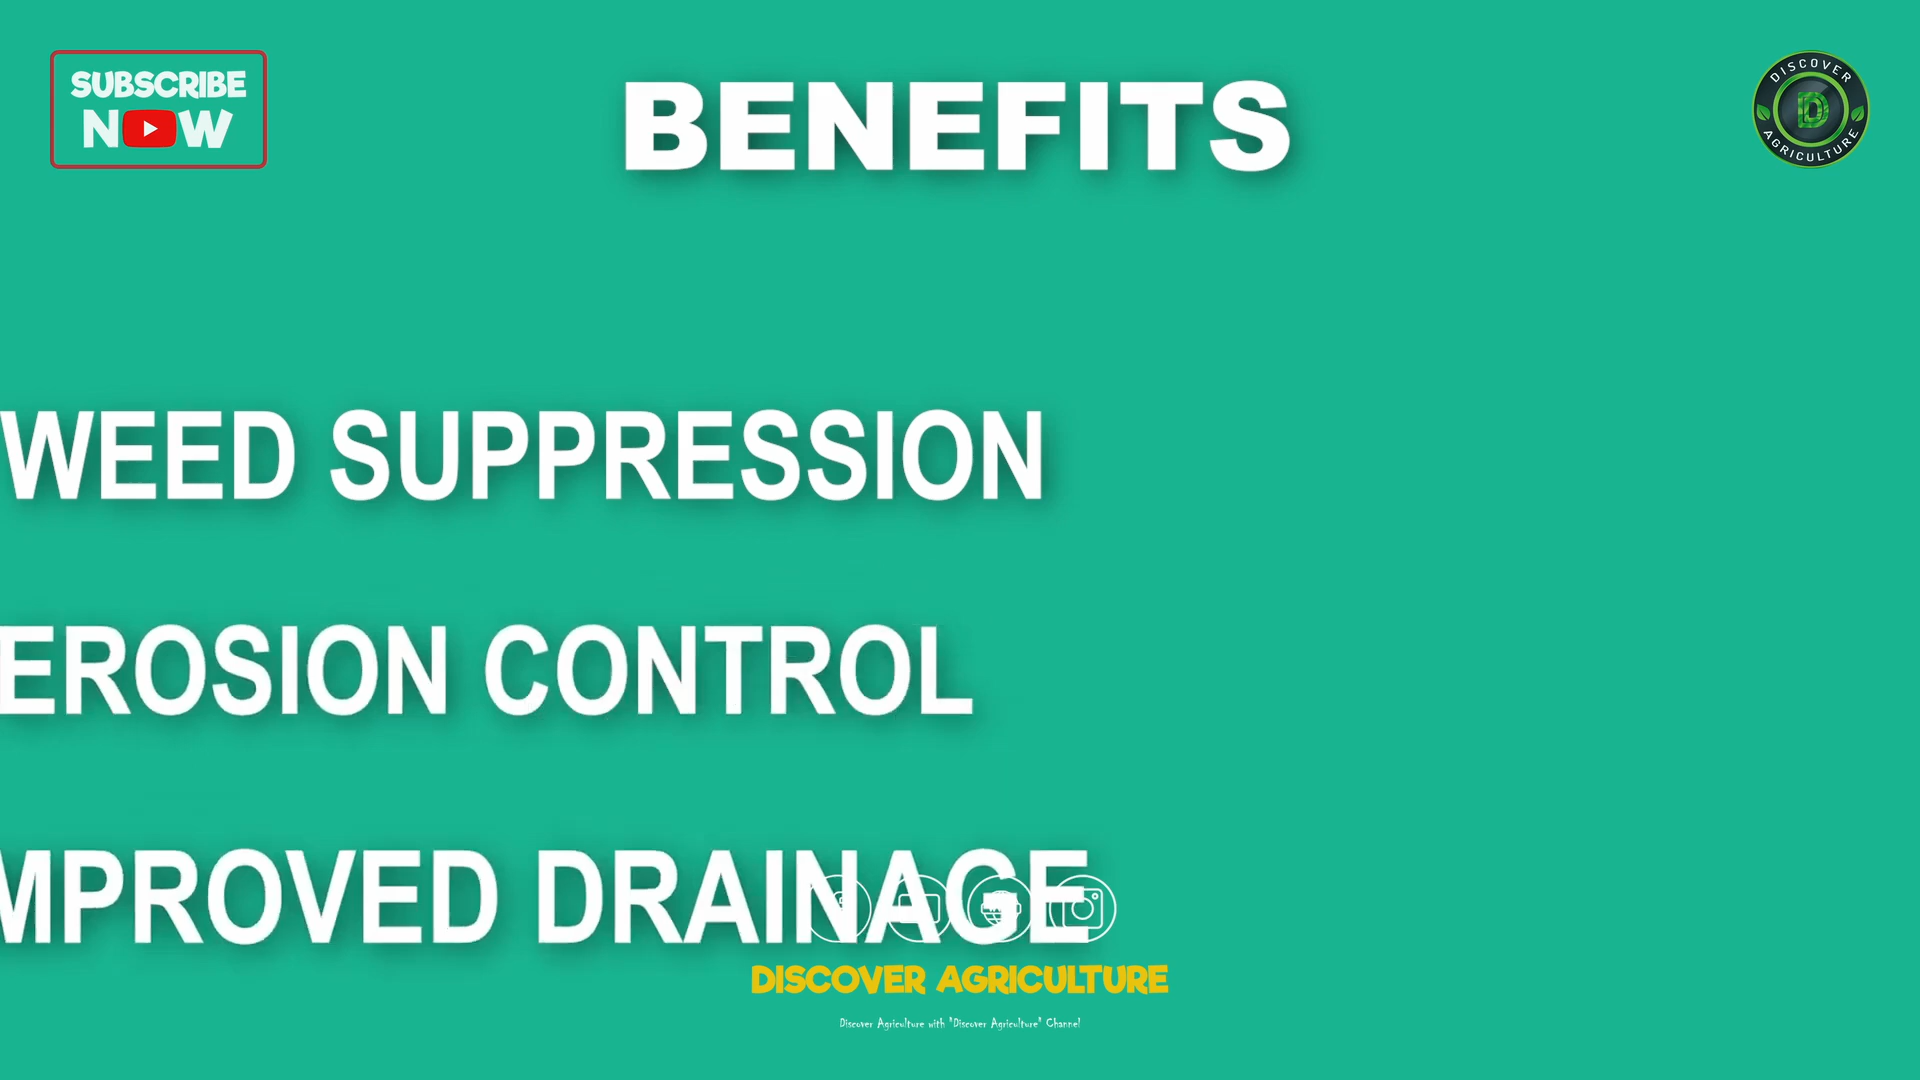 SUBSCRIBE
NOW
BENEFITS
DISCOVER
D
AGRICULTURE
WEED SUPPRESSION
EROSION CONTROL
MPROVED DRAINAGE
DISCOVER AGRICULTURE
Discover Agriculture with "Discover Agriculture" Channel